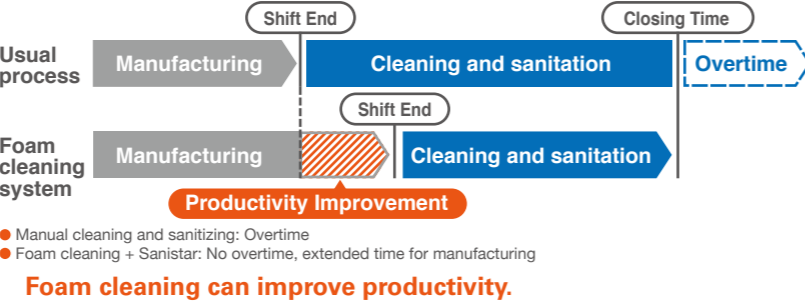 Shift End
Closing Time
Usual
process
Manufacturing
Cleaning and sanitation
Overtime
Shift End
Foam
cleaning
system
Manufacturing
Cleaning and sanitation
Productivity Improvement
● Manual cleaning and sanitizing: Overtime
● Foam cleaning + Sanistar: No overtime, extended time for manufacturing
Foam cleaning can improve productivity.